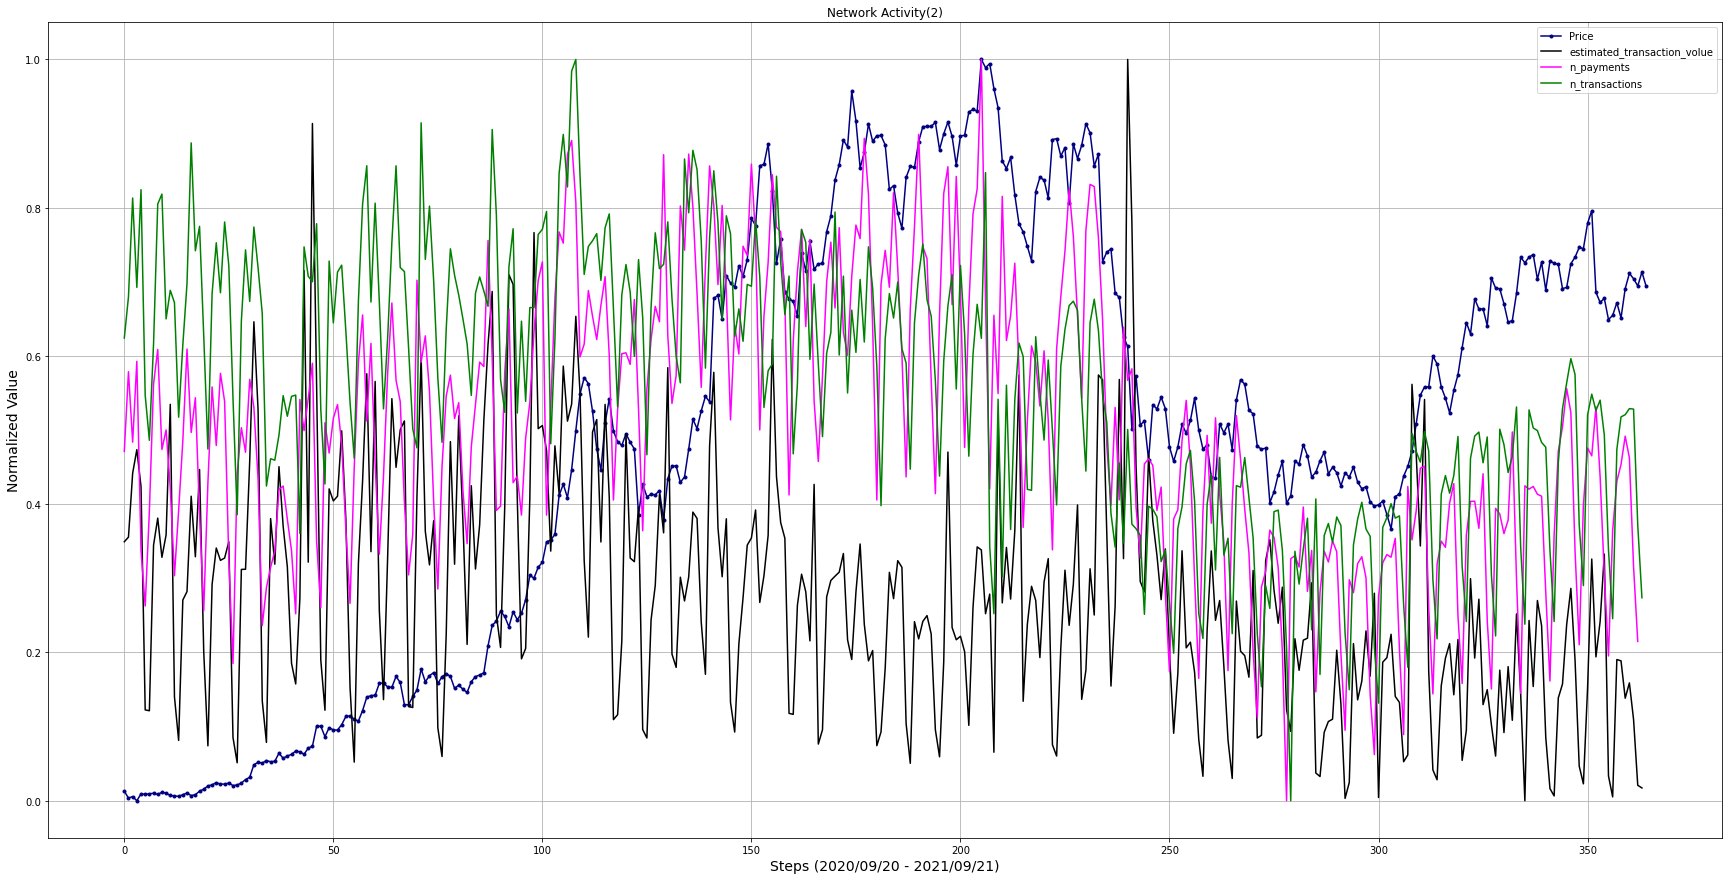 Network Activity(2)
Price
estimated_transaction_volue
n_payments
n_transactions
Normalized Value
1.0
0.8
0.6
0.4
0.2
0.0
0 50 100 150 200 250 300 350
Steps (2020/09/20 - 2021/09/21)